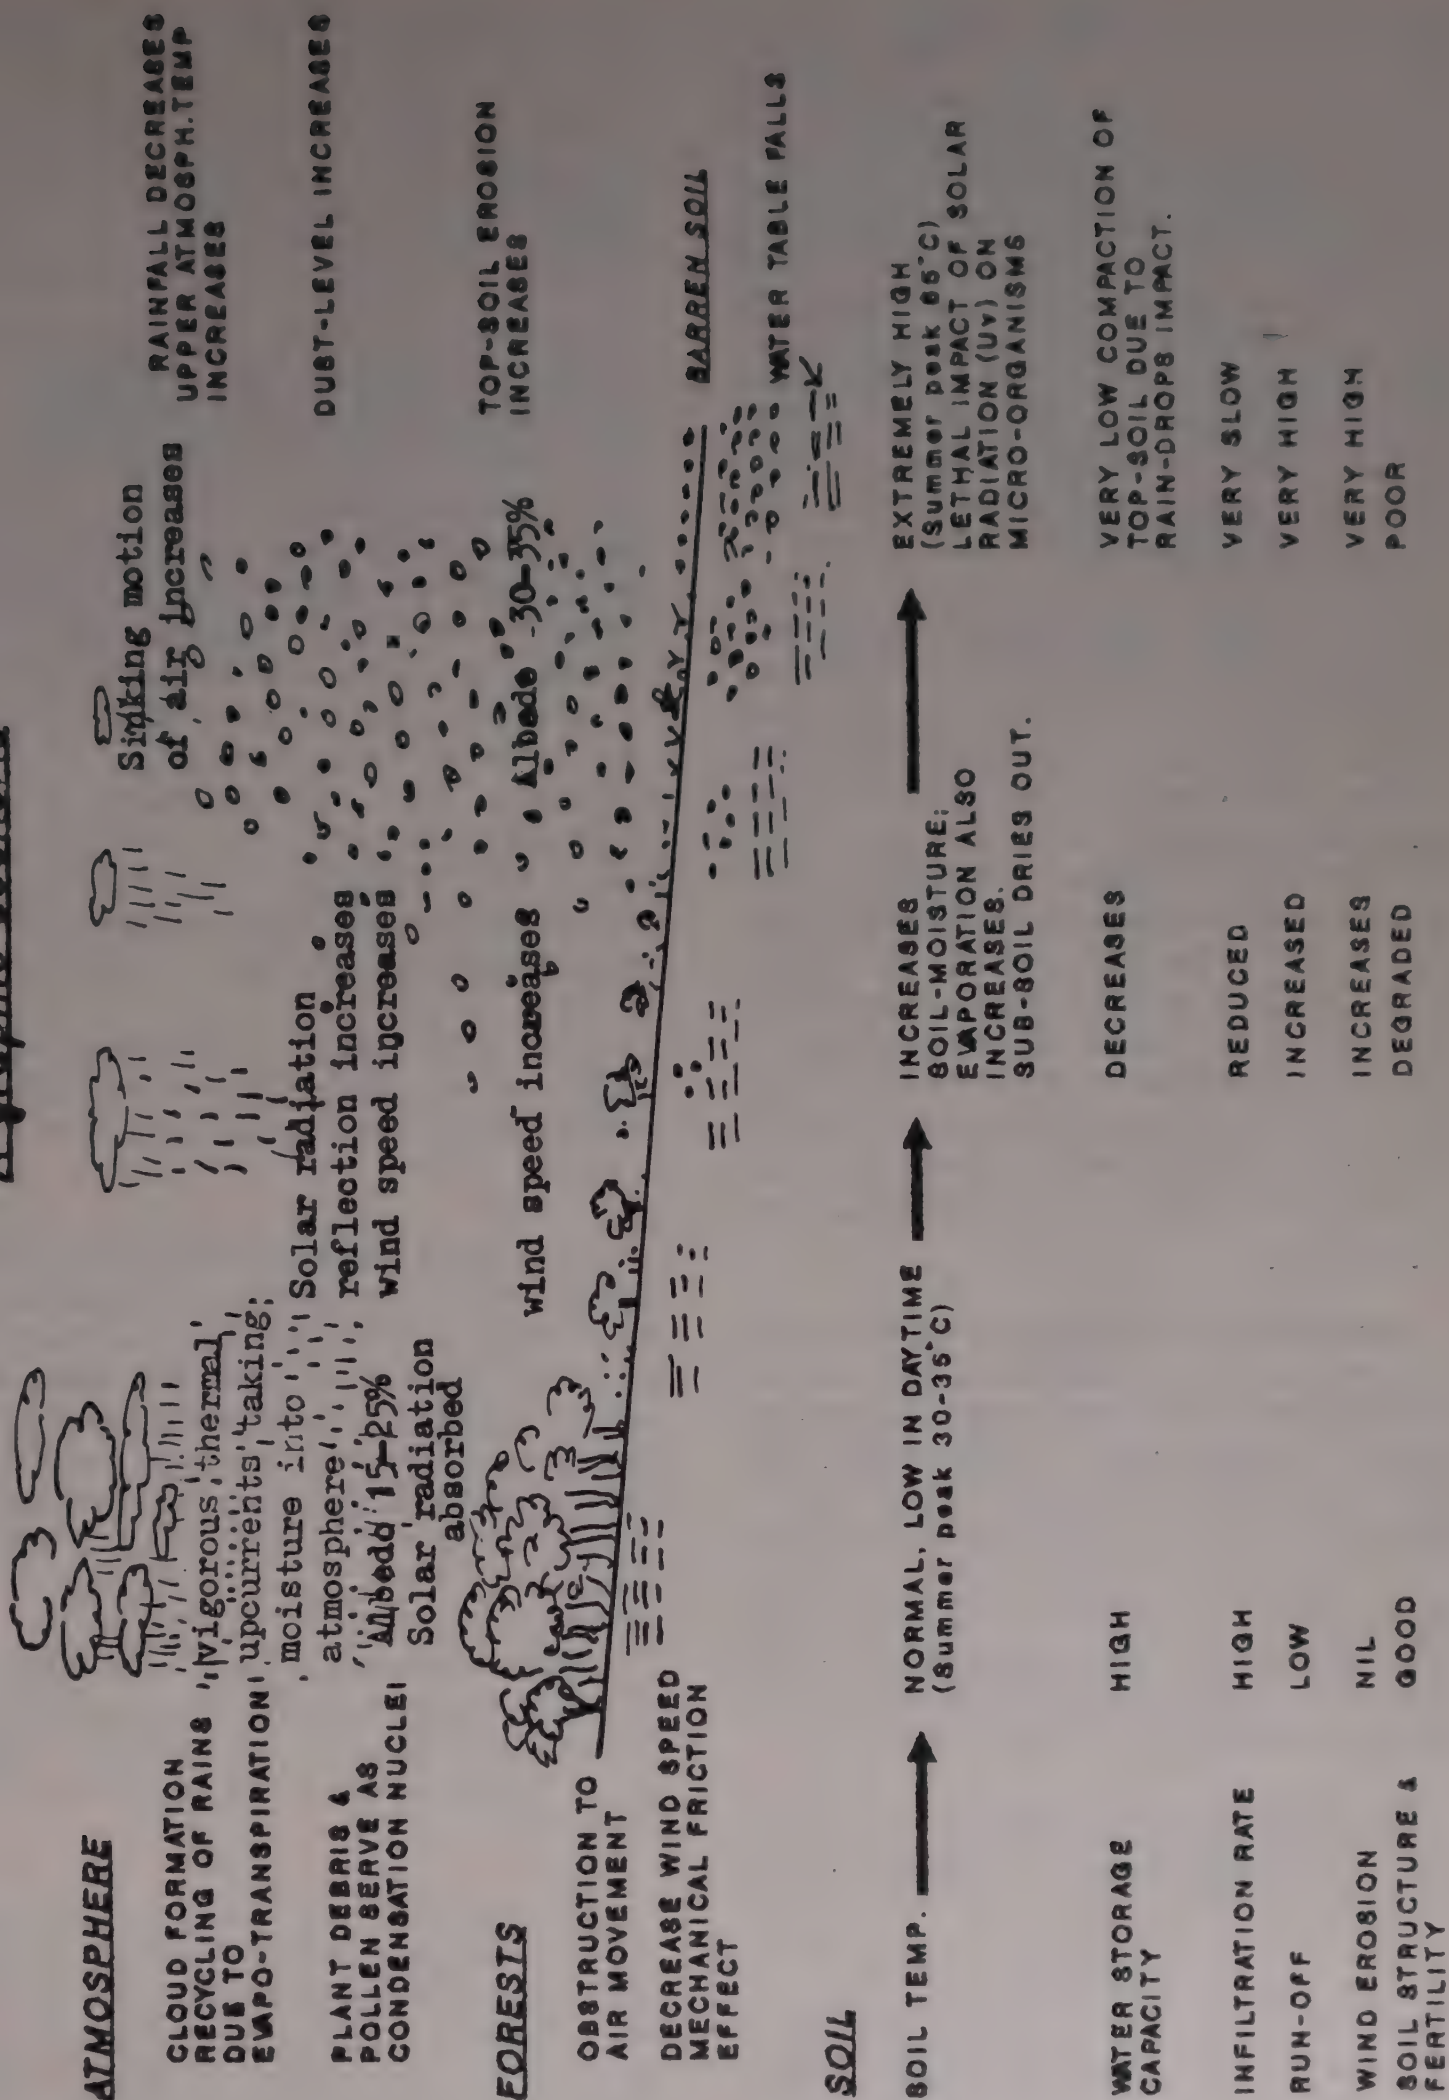 ATMOSPHERE
CLOUD FORMATION
RECYCLING OF RAINS
DUE TO
EVAPO-TRANSPIRATION
PLANT DEBRIS &
POLLEN SERVE AS
CONDENSATION NUCLEI
vigorous thermal
upcurrents taking
moisture into
atmosphere
Albedo 15-25%
Solar radiation
absorbed
Solar radiation
reflection increases
wind speed increases
wind speed increases
Sinking motion
of air increases
Albedo 30-35%
RAINFALL DECREASES
UPPER ATMOSPH.TEMP
INCREASES
DUST-LEVEL INCREASES
TOP-SOIL EROSION
INCREASES
BARREN SOIL
WATER TABLE FALLS
FORESTS
OBSTRUCTION TO
AIR MOVEMENT
DECREASE WIND SPEED
MECHANICAL FRICTION
EFFECT
SOIL
SOIL TEMP.
NORMAL, LOW IN DAYTIME
(Summer peak 30-35°C)
INCREASES
SOIL-MOISTURE;
EVAPORATION ALSO
INCREASES.
SUB-SOIL DRIES OUT.
EXTREMELY HIGH
(Summer peak 65°C)
LETHAL IMPACT OF SOLAR
RADIATION (UV) ON
MICRO-ORGANISMS
WATER STORAGE
CAPACITY
HIGH
DECREASES
VERY LOW COMPACTION OF
TOP-SOIL DUE TO
RAIN-DROPS IMPACT.
INFILTRATION RATE
HIGH
REDUCED
VERY SLOW
RUN-OFF
LOW
INCREASED
VERY HIGH
WIND EROSION
NIL
INCREASES
VERY HIGH
SOIL STRUCTURE &
FERTILITY
GOOD
DEGRADED
POOR